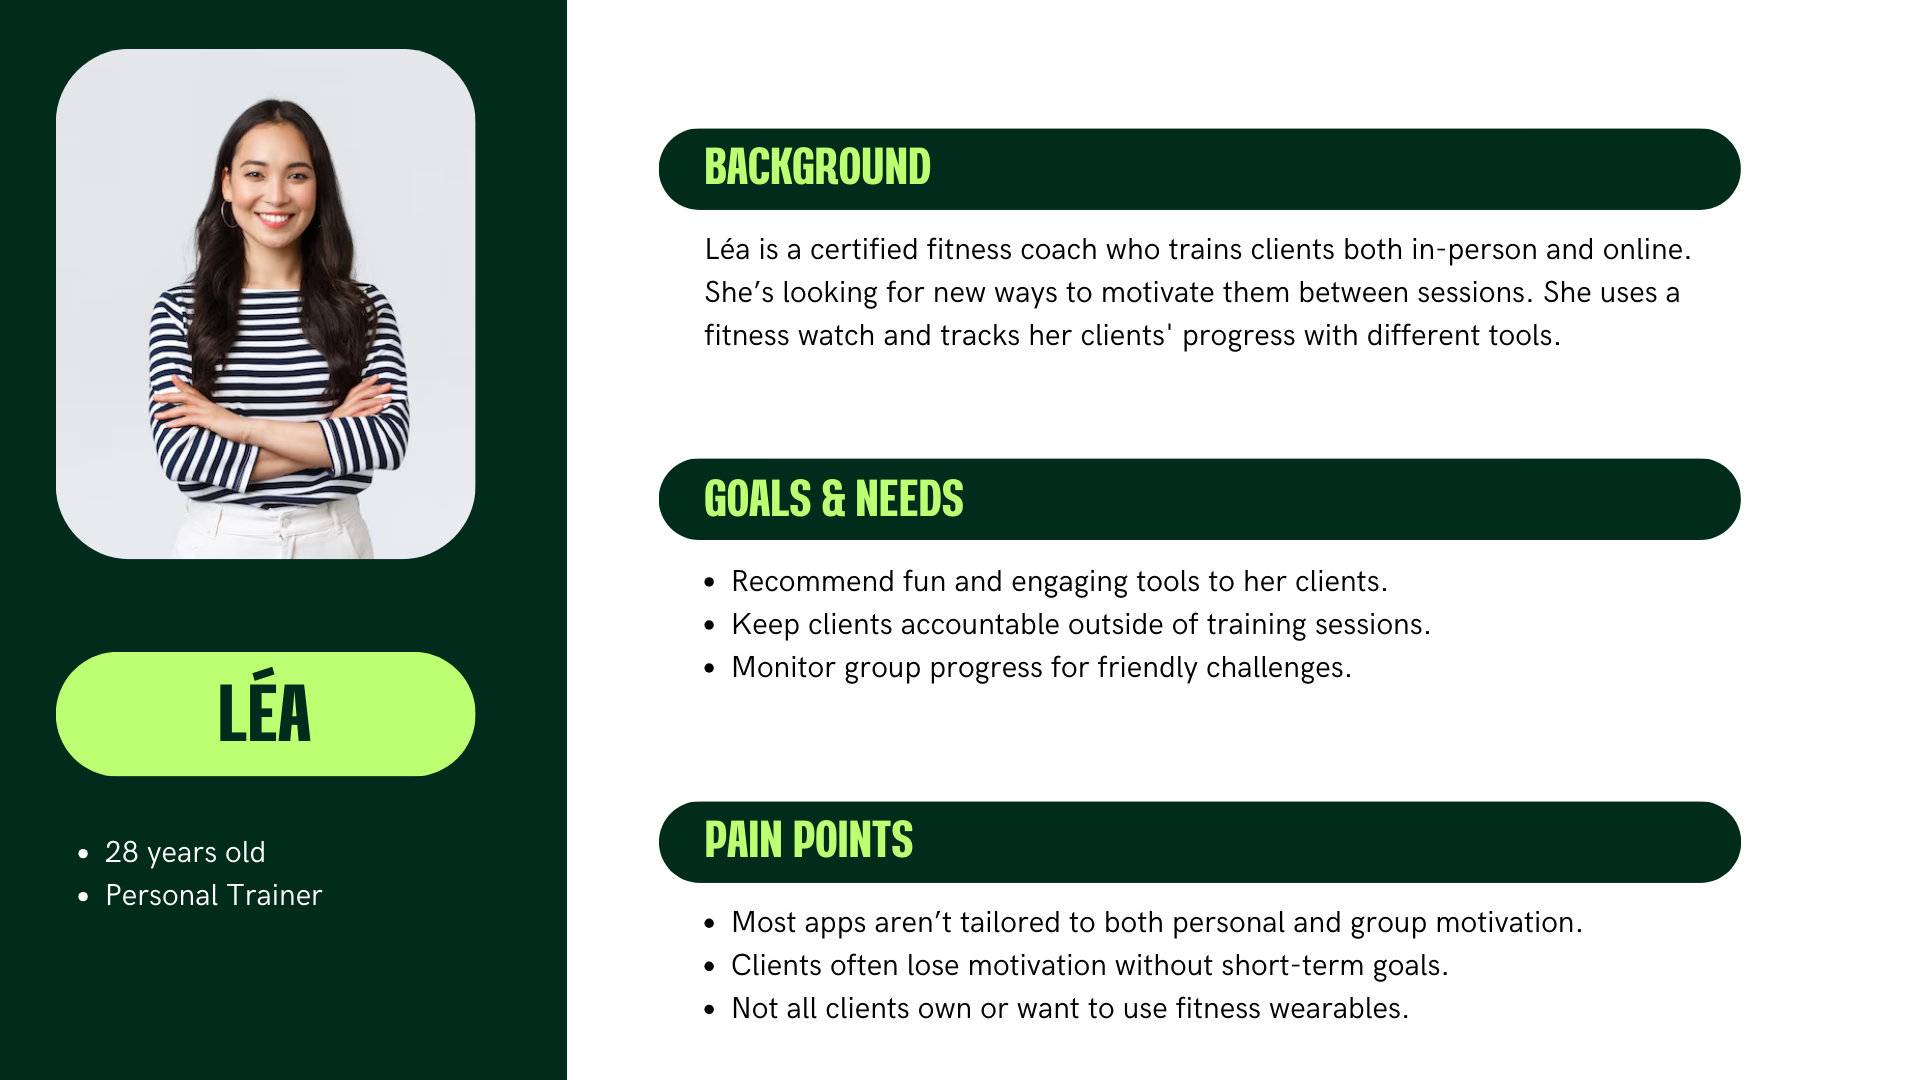 LÉA
• 28 years old
• Personal Trainer
BACKGROUND
Léa is a certified fitness coach who trains clients both in-person and online.
She’s looking for new ways to motivate them between sessions. She uses a
fitness watch and tracks her clients' progress with different tools.
GOALS & NEEDS
• Recommend fun and engaging tools to her clients.
• Keep clients accountable outside of training sessions.
• Monitor group progress for friendly challenges.
PAIN POINTS
• Most apps aren’t tailored to both personal and group motivation.
• Clients often lose motivation without short-term goals.
• Not all clients own or want to use fitness wearables.